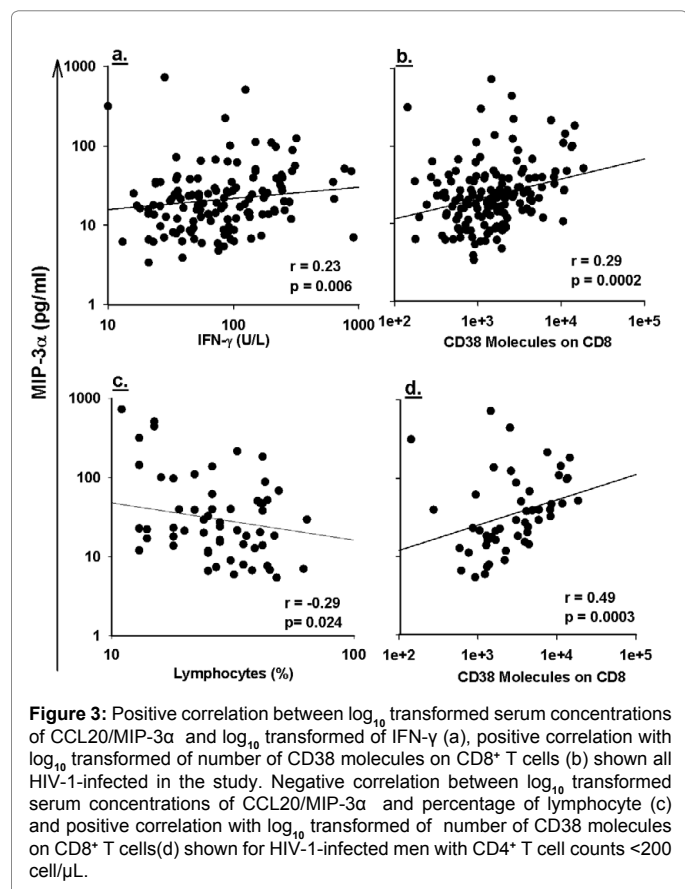 MIP-3α (pg/ml)
a.
1000
100
10
1
10 100 1000
IFN-γ (U/L)
r = 0.23
p = 0.006
b.
1e+2 1e+3 1e+4 1e+5
CD38 Molecules on CD8
r = 0.29
p = 0.0002
c.
1000
100
10
1
10 100
Lymphocytes (%)
r = -0.29
p= 0.024
d.
1e+2 1e+3 1e+4 1e+5
CD38 Molecules on CD8
r = 0.49
p = 0.0003
Figure 3: Positive correlation between log₁₀ transformed serum concentrations
of CCL20/MIP-3α and log₁₀ transformed of IFN-γ (a), positive correlation with
log₁₀ transformed of number of CD38 molecules on CD8⁺ T cells (b) shown all
HIV-1-infected in the study. Negative correlation between log₁₀ transformed
serum concentrations of CCL20/MIP-3α and percentage of lymphocyte (c)
and positive correlation with log₁₀ transformed of number of CD38 molecules
on CD8⁺ T cells(d) shown for HIV-1-infected men with CD4⁺ T cell counts <200
cell/µL.